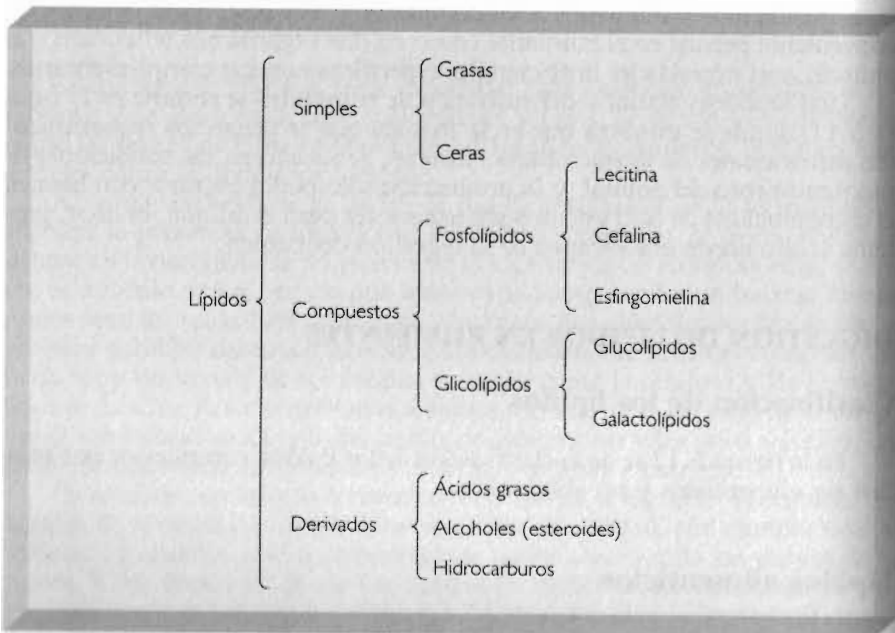 Grasas
Simples
Ceras
Lecitina
Fosfolípidos
Cefalina
Lípidos
Compuestos
Esfingomielina
Glucolípidos
Glicolípidos
Galactolípidos
Ácidos grasos
Derivados
Alcoholes (esteroides)
Hidrocarburos